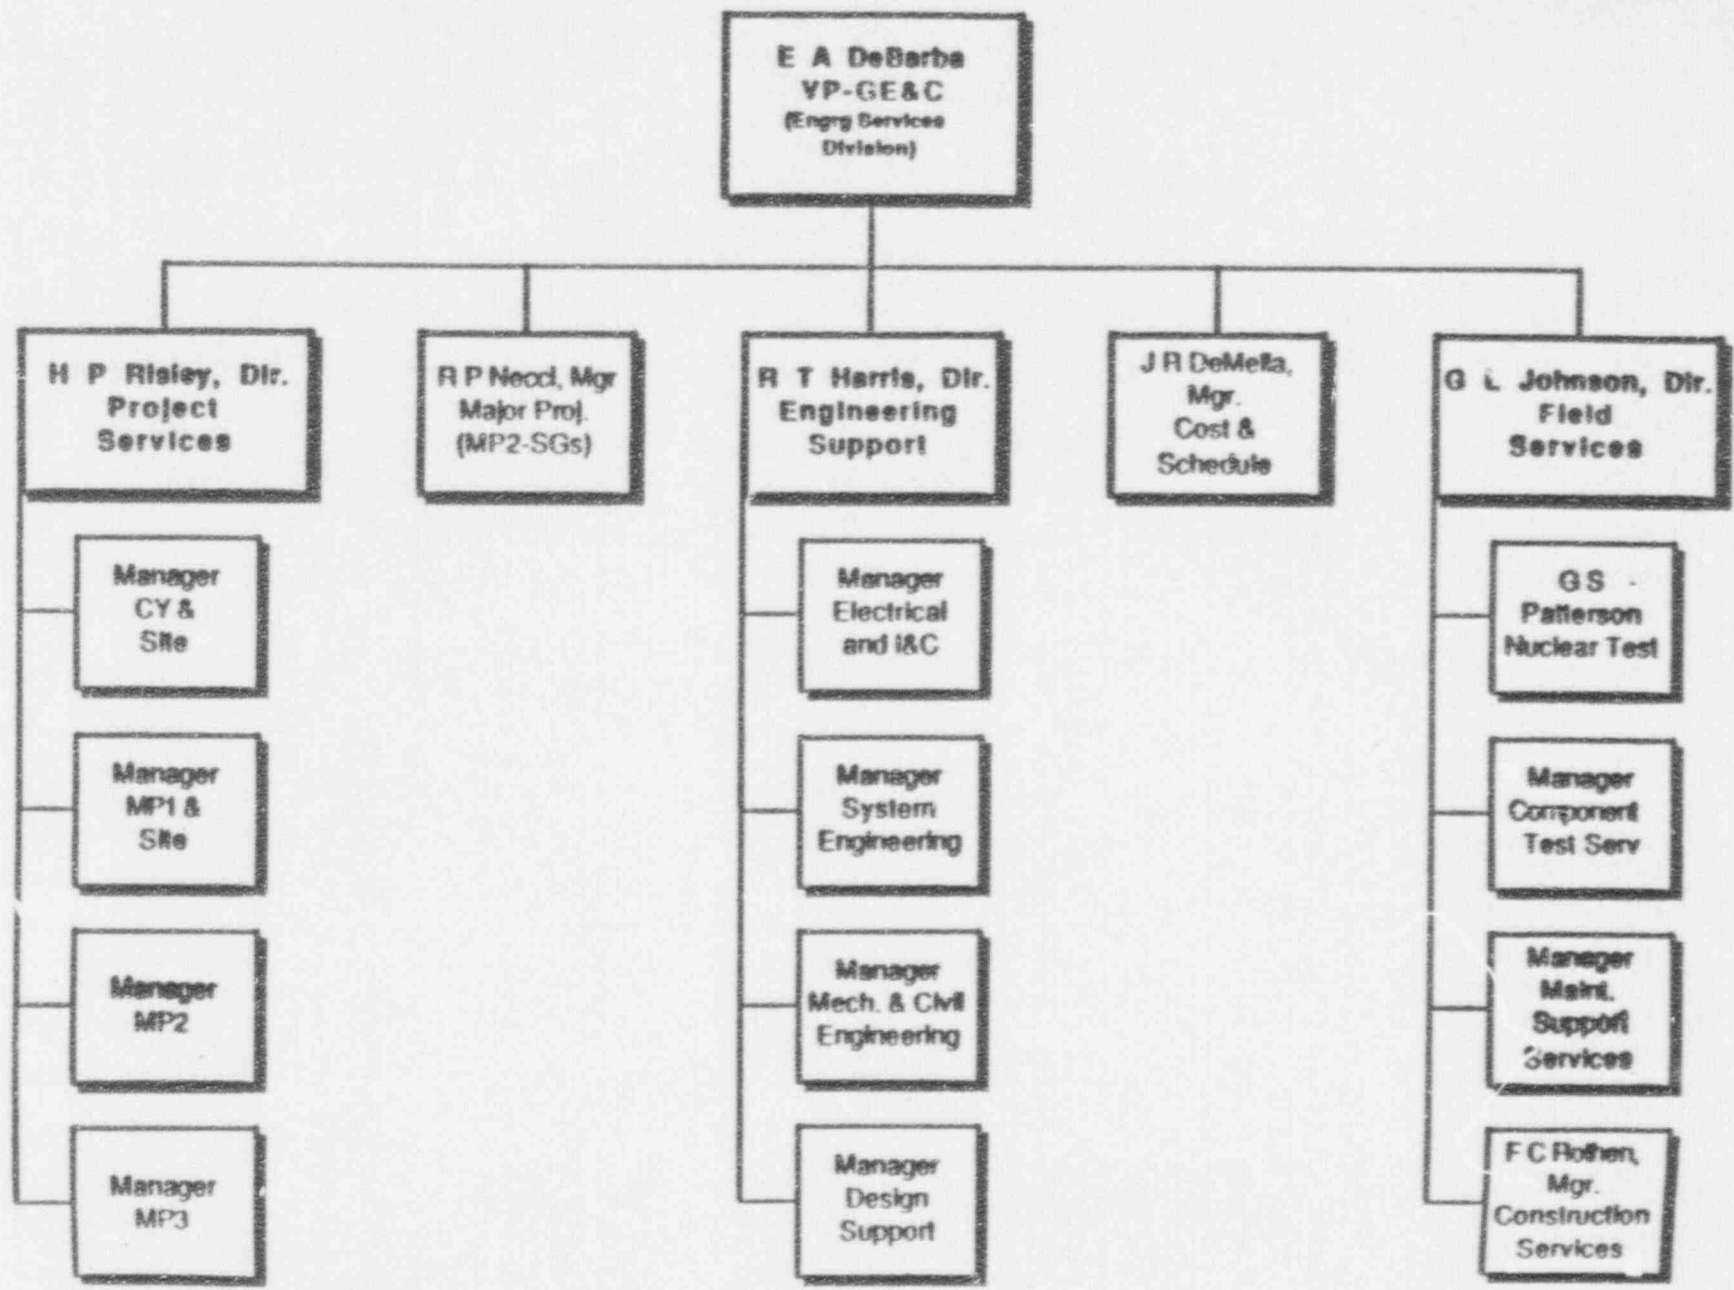 E A DeBarba
VP-GE&C
(Engrg Services
Division)
H P Risley, Dir.
Project
Services
R P Necci, Mgr
Major Proj.
(MP2-SGs)
R T Harris, Dir.
Engineering
Support
J R DeMella,
Mgr.
Cost &
Schedule
G L Johnson, Dir.
Field
Services
Manager
CY &
Site
Manager
MP1 &
Site
Manager
MP2
Manager
MP3
Manager
Electrical
and I&C
Manager
System
Engineering
Manager
Mech. & Civil
Engineering
Manager
Design
Support
G S
Patterson
Nuclear Test
Manager
Component
Test Serv
Manager
Maint.
Support
Services
F C Rothen,
Mgr.
Construction
Services